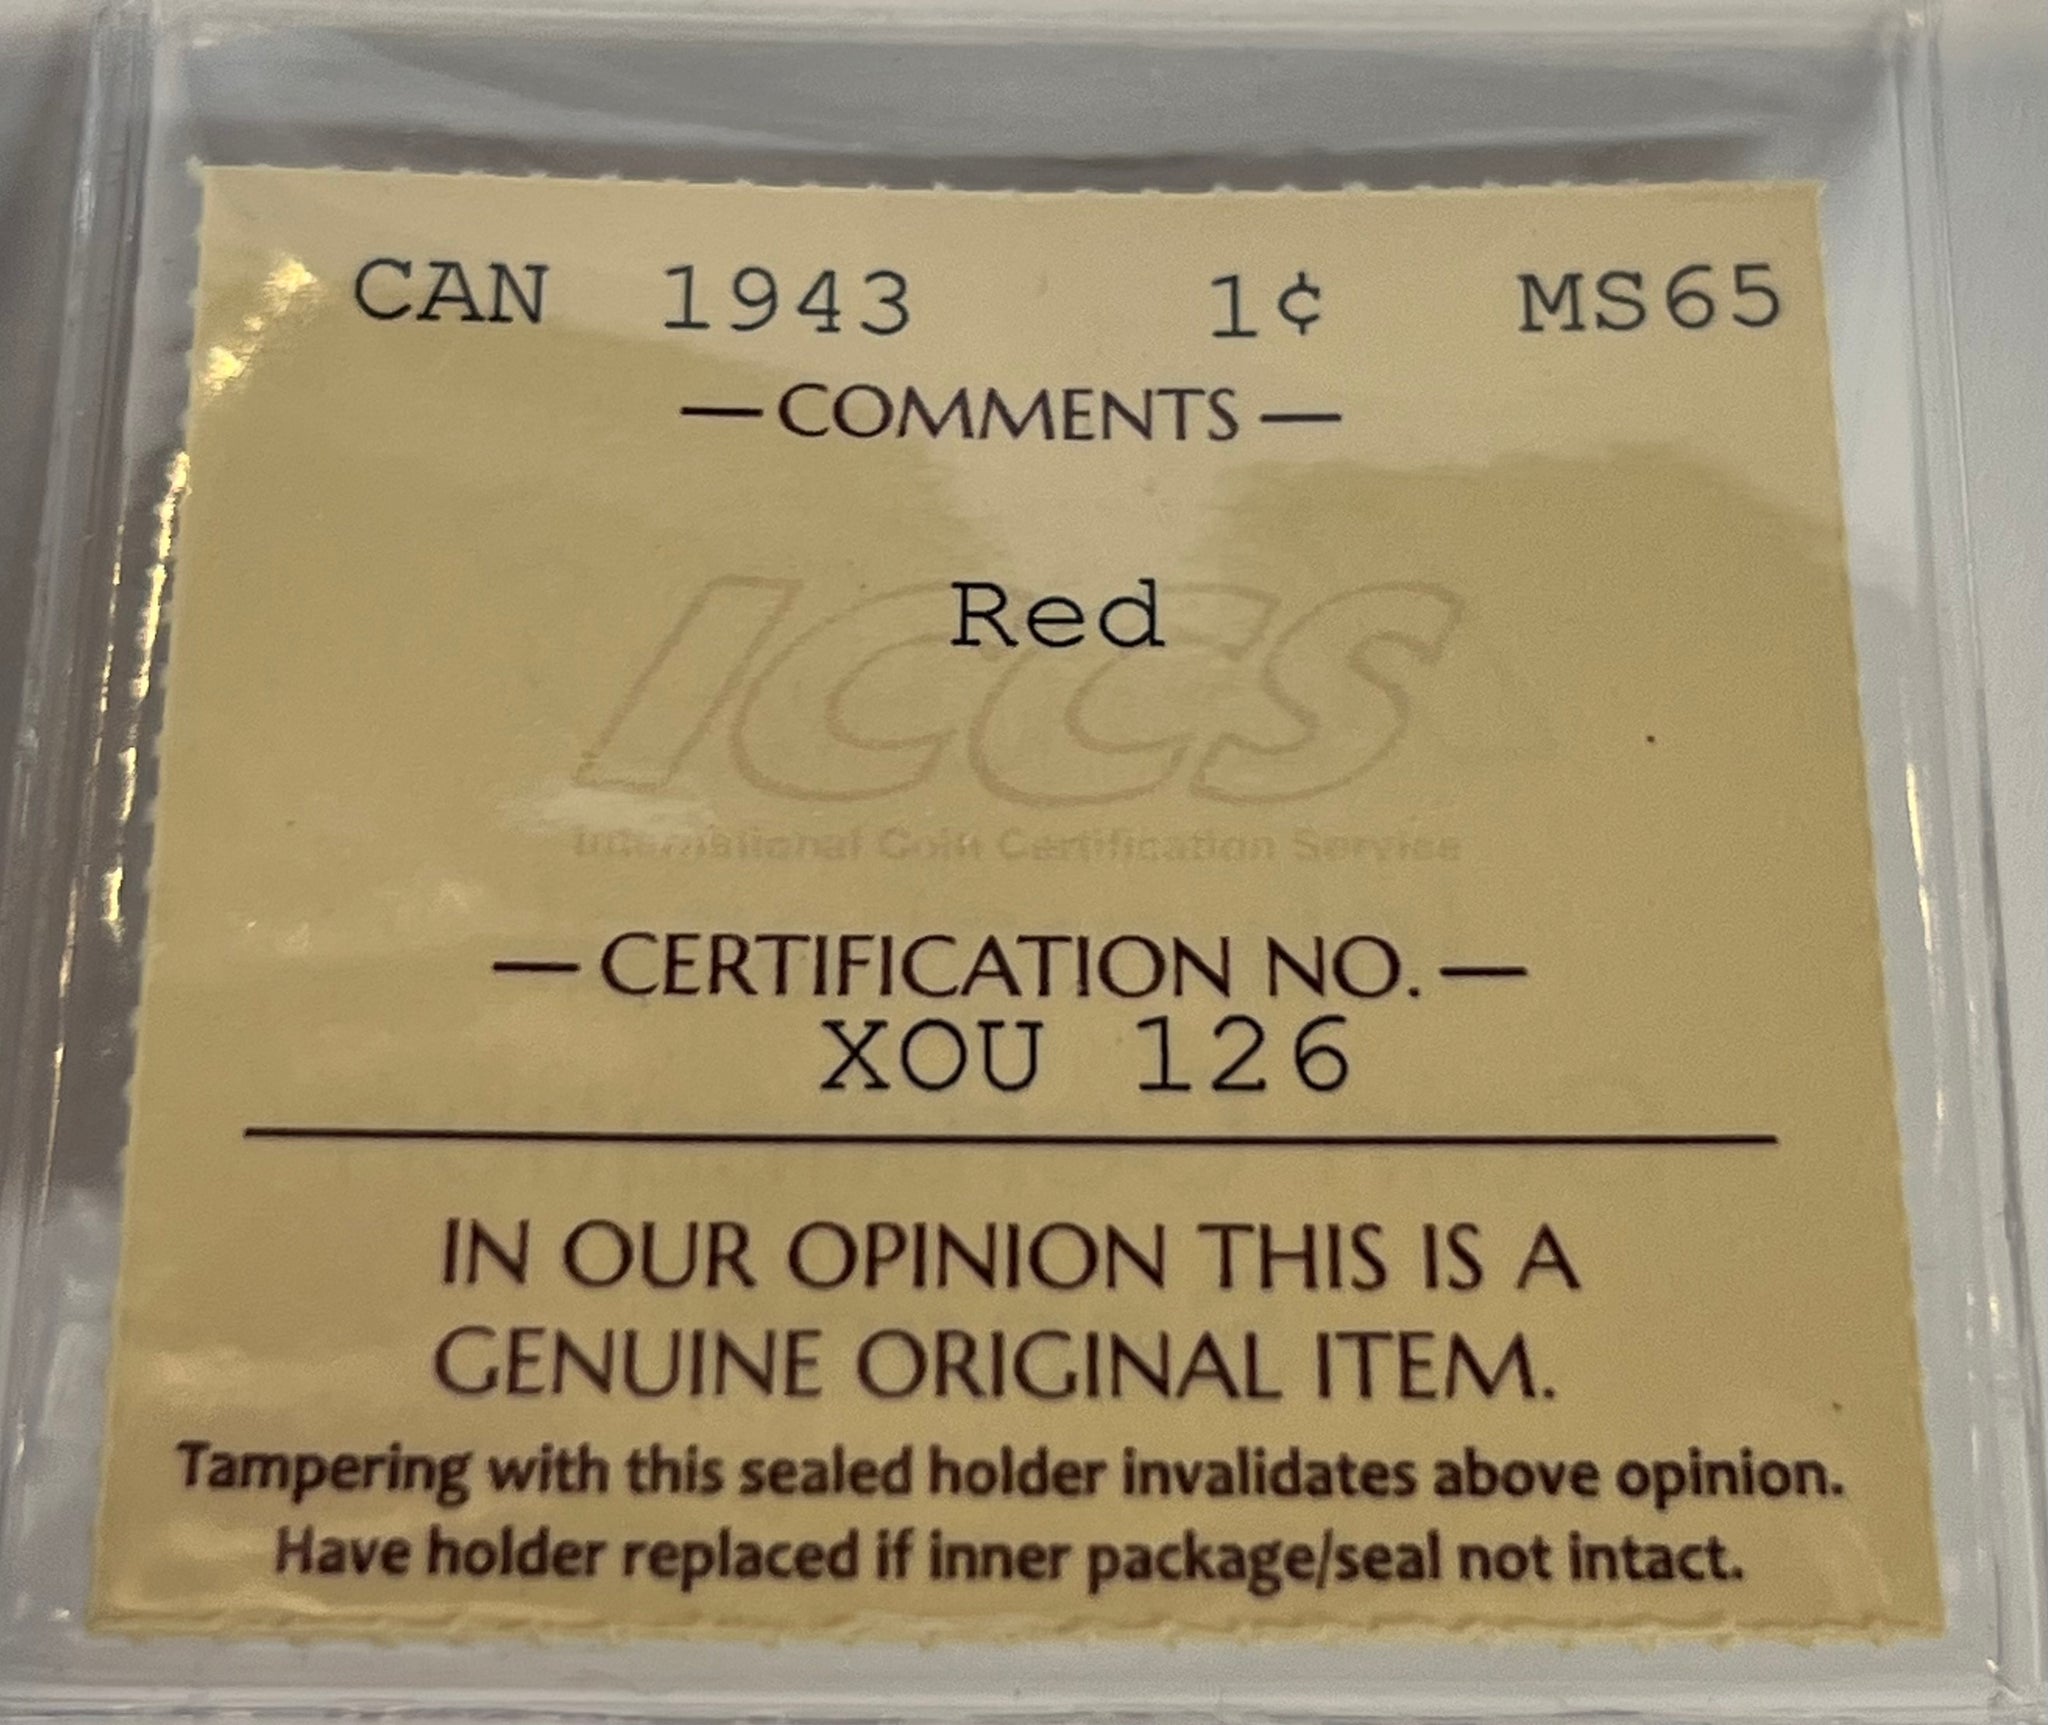 CAN 1943 1¢ MS65
— COMMENTS —
Red
ICCS
International Coin Certification Service
— CERTIFICATION NO. —
XOU 126
IN OUR OPINION THIS IS A
GENUINE ORIGINAL ITEM.
Tampering with this sealed holder invalidates above opinion.
Have holder replaced if inner package/seal not intact.